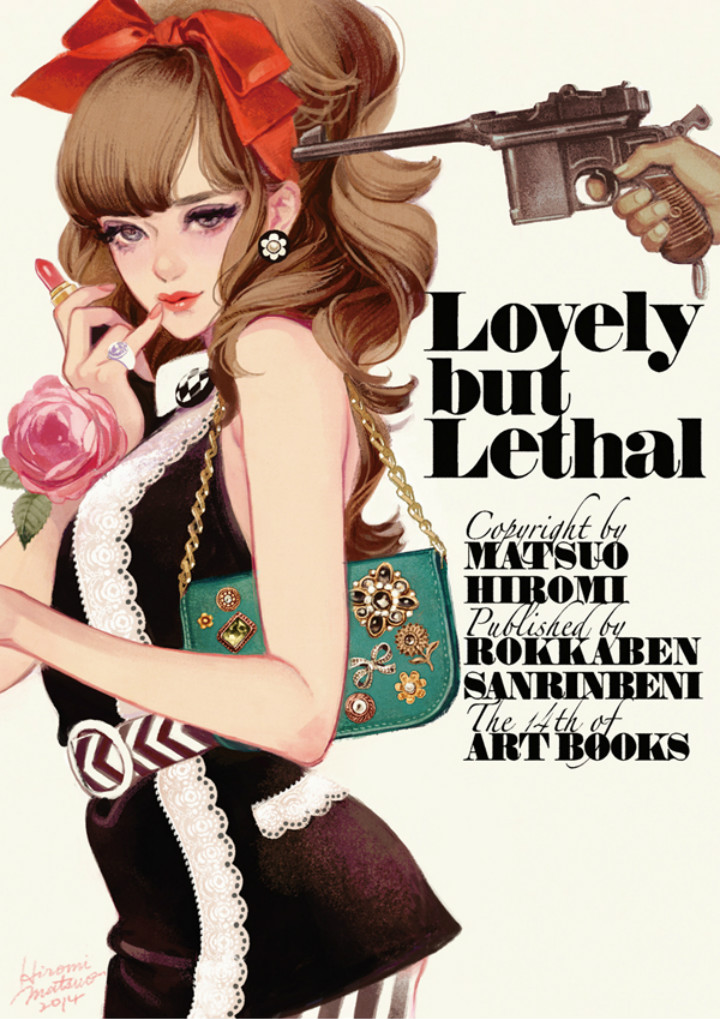 Lovely
but
Lethal
Copyright by
MATSUO
HIROMI
Published by
ROKKABEN
SANRINBENI
The 14th of
ART BOOKS
Hiromi
Matsuo
2014